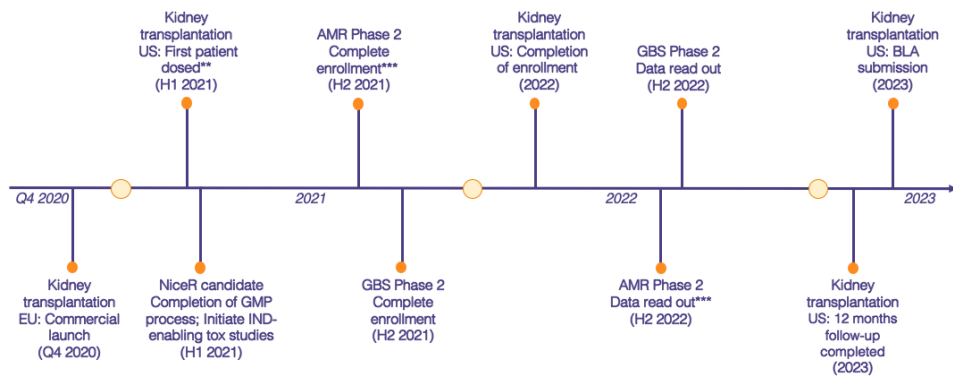 Kidney
transplantation
US: First patient
dosed**
(H1 2021)
AMR Phase 2
Complete
enrollment***
(H2 2021)
Kidney
transplantation
US: Completion
of enrollment
(2022)
GBS Phase 2
Data read out
(H2 2022)
Kidney
transplantation
US: BLA
submission
(2023)
Q4 2020
2021
2022
2023
Kidney
transplantation
EU: Commercial
launch
(Q4 2020)
NiceR candidate
Completion of GMP
process; Initiate IND-
enabling tox studies
(H1 2021)
GBS Phase 2
Complete
enrollment
(H2 2021)
AMR Phase 2
Data read out***
(H2 2022)
Kidney
transplantation
US: 12 months
follow-up
completed
(2023)